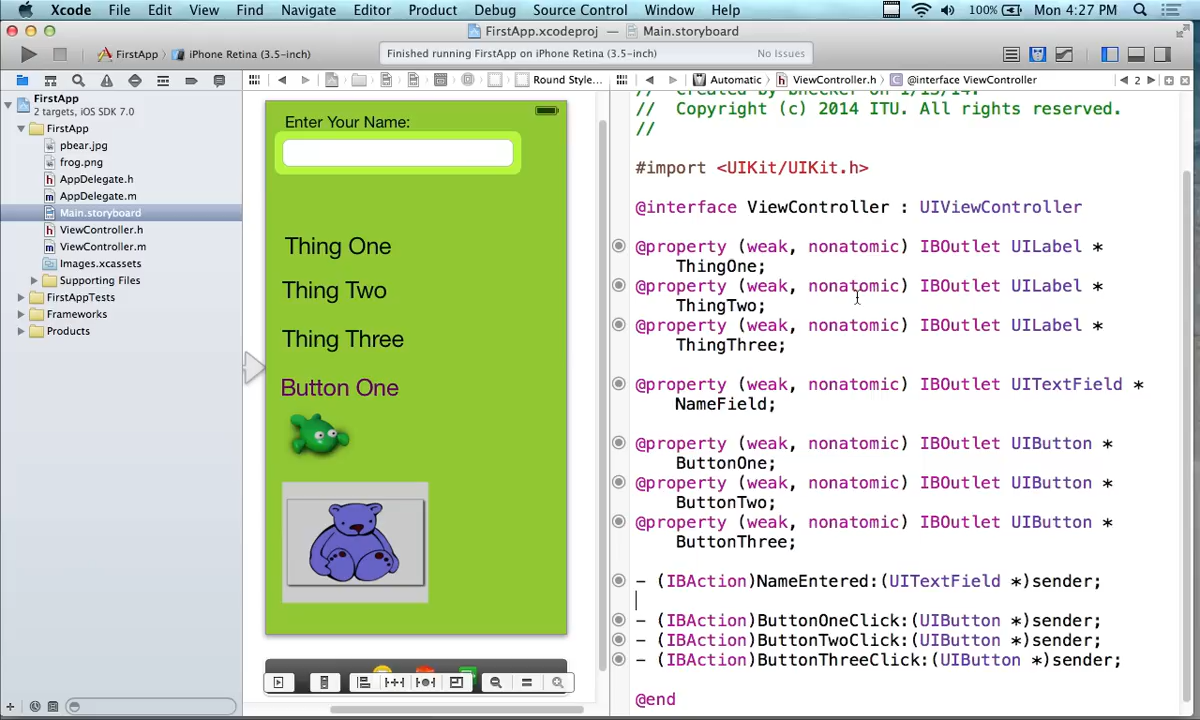 Xcode File Edit View Find Navigate Editor Product Debug Source Control Window Help 100% Mon 4:27 PM
FirstApp.xcodeproj — Main.storyboard
FirstApp iPhone Retina (3.5-inch) Finished running FirstApp on iPhone Retina (3.5-inch) No Issues
Round Style... Automatic ViewController.h @interface ViewController 2
FirstApp
2 targets, iOS SDK 7.0
FirstApp
pbear.jpg
frog.png
AppDelegate.h
AppDelegate.m
Main.storyboard
ViewController.h
ViewController.m
Images.xcassets
Supporting Files
FirstAppTests
Frameworks
Products
Enter Your Name:
Thing One
Thing Two
Thing Three
Button One
// Copyright (c) 2014 ITU. All rights reserved.
//
#import <UIKit/UIKit.h>
@interface ViewController : UIViewController
@property (weak, nonatomic) IBOutlet UILabel *
ThingOne;
@property (weak, nonatomic) IBOutlet UILabel *
ThingTwo;
@property (weak, nonatomic) IBOutlet UILabel *
ThingThree;
@property (weak, nonatomic) IBOutlet UITextField *
NameField;
@property (weak, nonatomic) IBOutlet UIButton *
ButtonOne;
@property (weak, nonatomic) IBOutlet UIButton *
ButtonTwo;
@property (weak, nonatomic) IBOutlet UIButton *
ButtonThree;
- (IBAction)NameEntered:(UITextField *)sender;
- (IBAction)ButtonOneClick:(UIButton *)sender;
- (IBAction)ButtonTwoClick:(UIButton *)sender;
- (IBAction)ButtonThreeClick:(UIButton *)sender;
@end